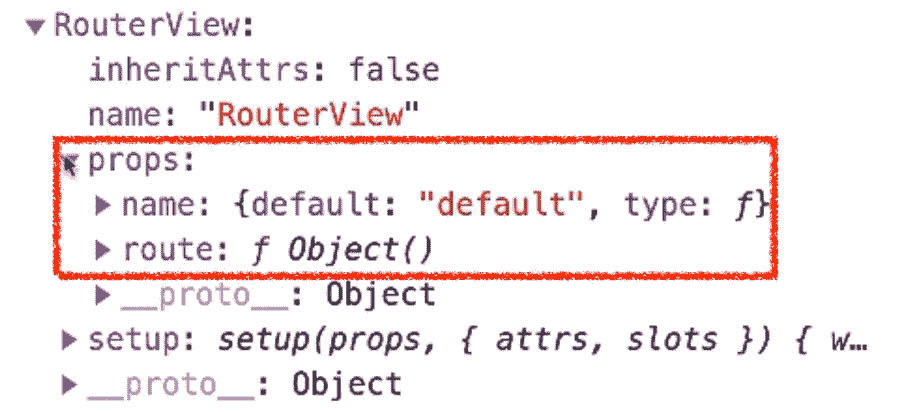 RouterView:
inheritAttrs: false
name: "RouterView"
props:
name: {default: "default", type: f}
route: f Object()
__proto__: Object
setup: setup(props, { attrs, slots }) { w…
__proto__: Object